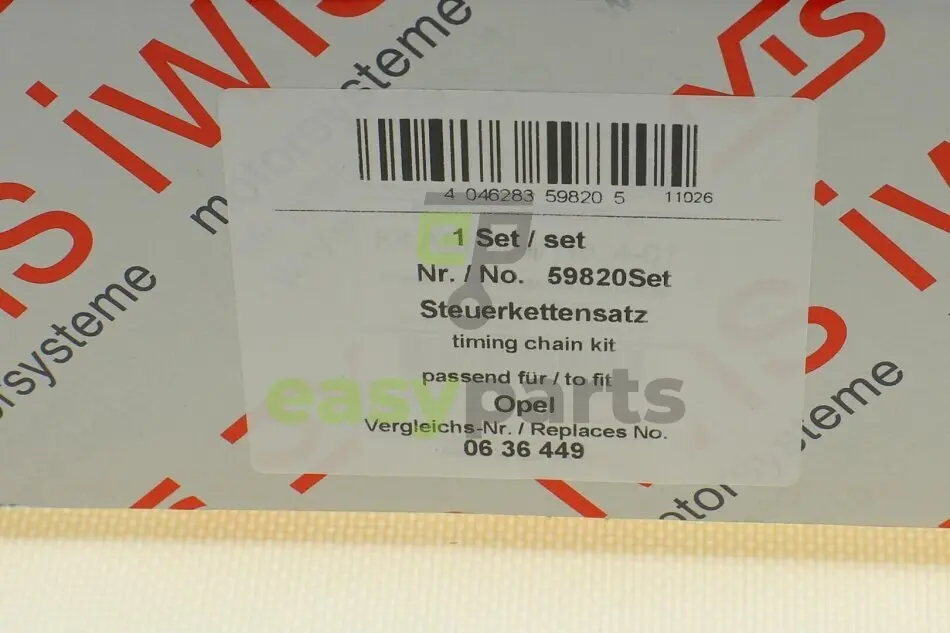 iwis
motorsysteme
iwis
4 046283 59820 5 11026
1 Set / set
Nr. / No. 59820Set
Steuerkettensatz
timing chain kit
passend für / to fit
easyparts
Opel
Vergleichs-Nr. / Replaces No.
06 36 449